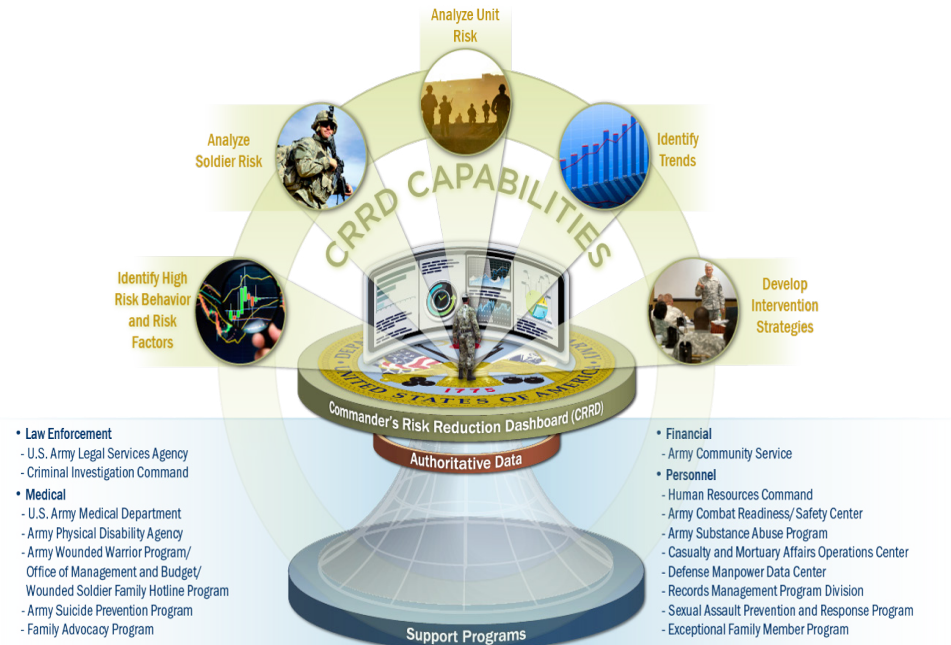 Analyze Unit
Risk
Analyze
Soldier Risk
Identify
Trends
CRRD CAPABILITIES
Identify High
Risk Behavior
and Risk
Factors
Develop
Intervention
Strategies
UNITED STATES OF AMERICA
1775
Commander's Risk Reduction Dashboard (CRRD)
Authoritative Data
Support Programs
• Law Enforcement
- U.S. Army Legal Services Agency
- Criminal Investigation Command
• Medical
- U.S. Army Medical Department
- Army Physical Disability Agency
- Army Wounded Warrior Program/
Office of Management and Budget/
Wounded Soldier Family Hotline Program
- Army Suicide Prevention Program
- Family Advocacy Program
• Financial
- Army Community Service
• Personnel
- Human Resources Command
- Army Combat Readiness/Safety Center
- Army Substance Abuse Program
- Casualty and Mortuary Affairs Operations Center
- Defense Manpower Data Center
- Records Management Program Division
- Sexual Assault Prevention and Response Program
- Exceptional Family Member Program